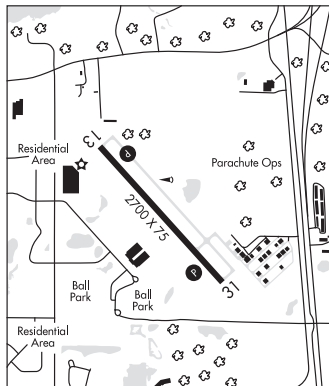 13
P
Residential
Area
Parachute Ops
2700 X 75
P
31
Ball
Park
Ball
Park
Residential
Area